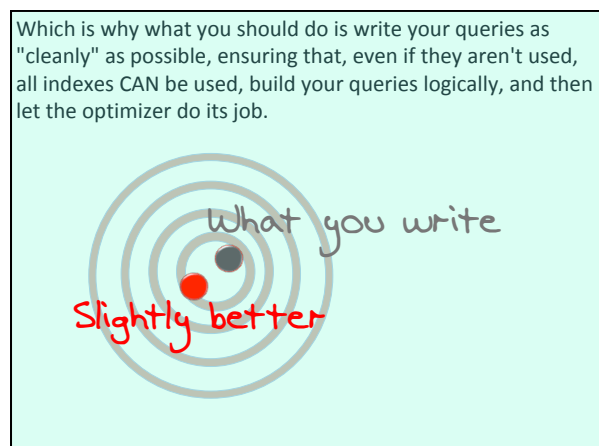 Which is why what you should do is write your queries as
"cleanly" as possible, ensuring that, even if they aren't used,
all indexes CAN be used, build your queries logically, and then
let the optimizer do its job.
What you write
Slightly better